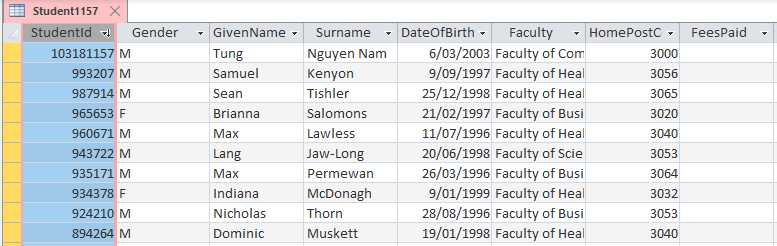 Student1157
StudentId Gender GivenName Surname DateOfBirth Faculty HomePostC FeesPaid
103181157 M Tung Nguyen Nam 6/03/2003 Faculty of Com 3000
993207 M Samuel Kenyon 9/09/1997 Faculty of Heal 3056
987914 M Sean Tishler 25/12/1998 Faculty of Heal 3065
965653 F Brianna Salomons 21/02/1997 Faculty of Busi 3020
960671 M Max Lawless 11/07/1996 Faculty of Heal 3040
943722 M Lang Jaw-Long 20/06/1998 Faculty of Scie 3053
935171 M Max Permewan 26/03/1996 Faculty of Busi 3064
934378 F Indiana McDonagh 9/01/1999 Faculty of Heal 3032
924210 M Nicholas Thorn 28/08/1996 Faculty of Busi 3053
894264 M Dominic Muskett 19/01/1998 Faculty of Heal 3040